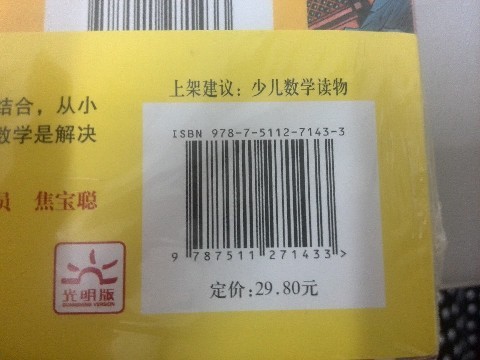 上架建议：少儿数学读物
结合，从小
数学是解决
ISBN 978-7-5112-7143-3
员 焦宝聪
9 787511 271433 >
光明版
定价：29.80元